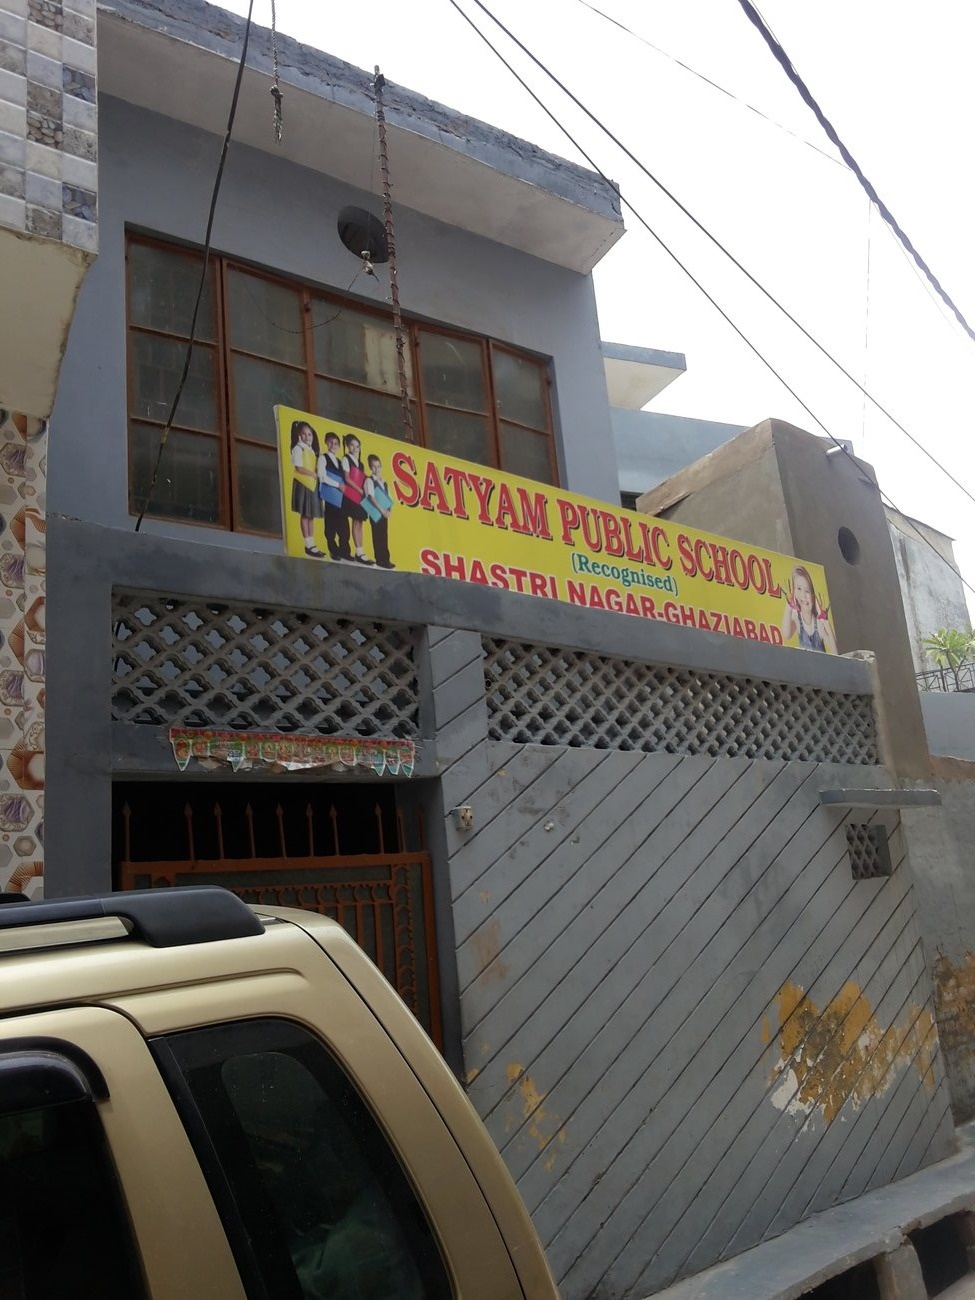 SATYAM PUBLIC SCHOOL
(Recognised)
SHASTRI NAGAR-GHAZIABAD